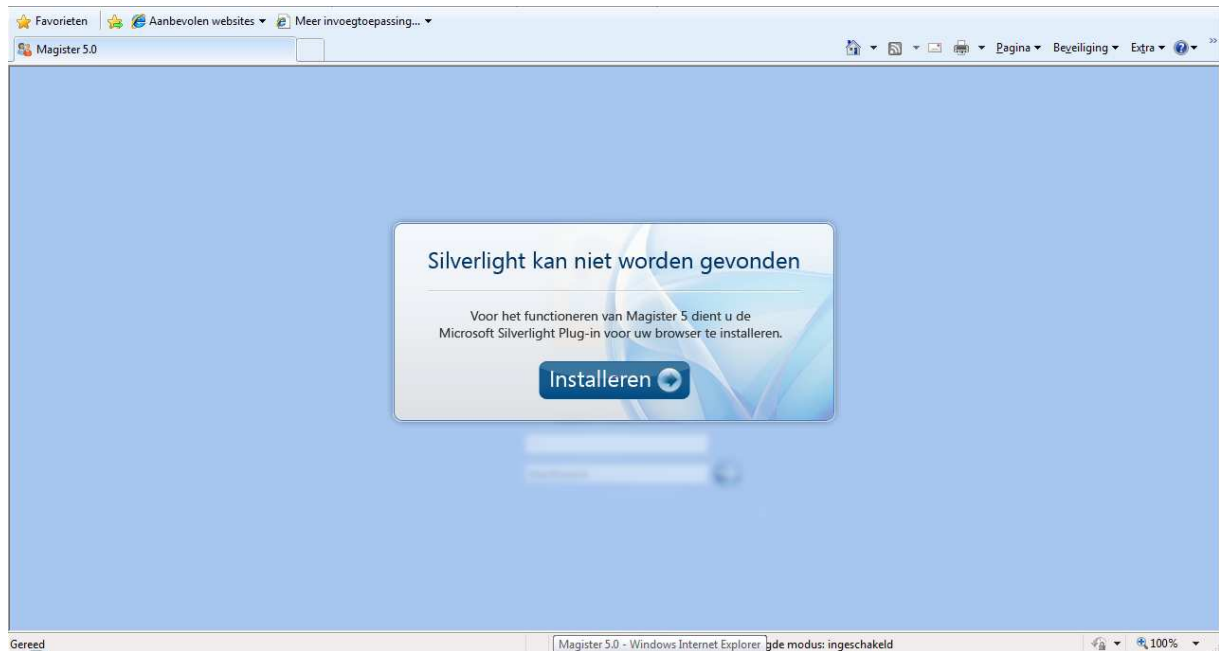 Favorieten Aanbevolen websites Meer invoegtoepassing...
Magister 5.0 Pagina Beveiliging Extra »
Silverlight kan niet worden gevonden
Voor het functioneren van Magister 5 dient u de
Microsoft Silverlight Plug-in voor uw browser te installeren.
Installeren
Gereed Magister 5.0 - Windows Internet Explorer gde modus: ingeschakeld 100%